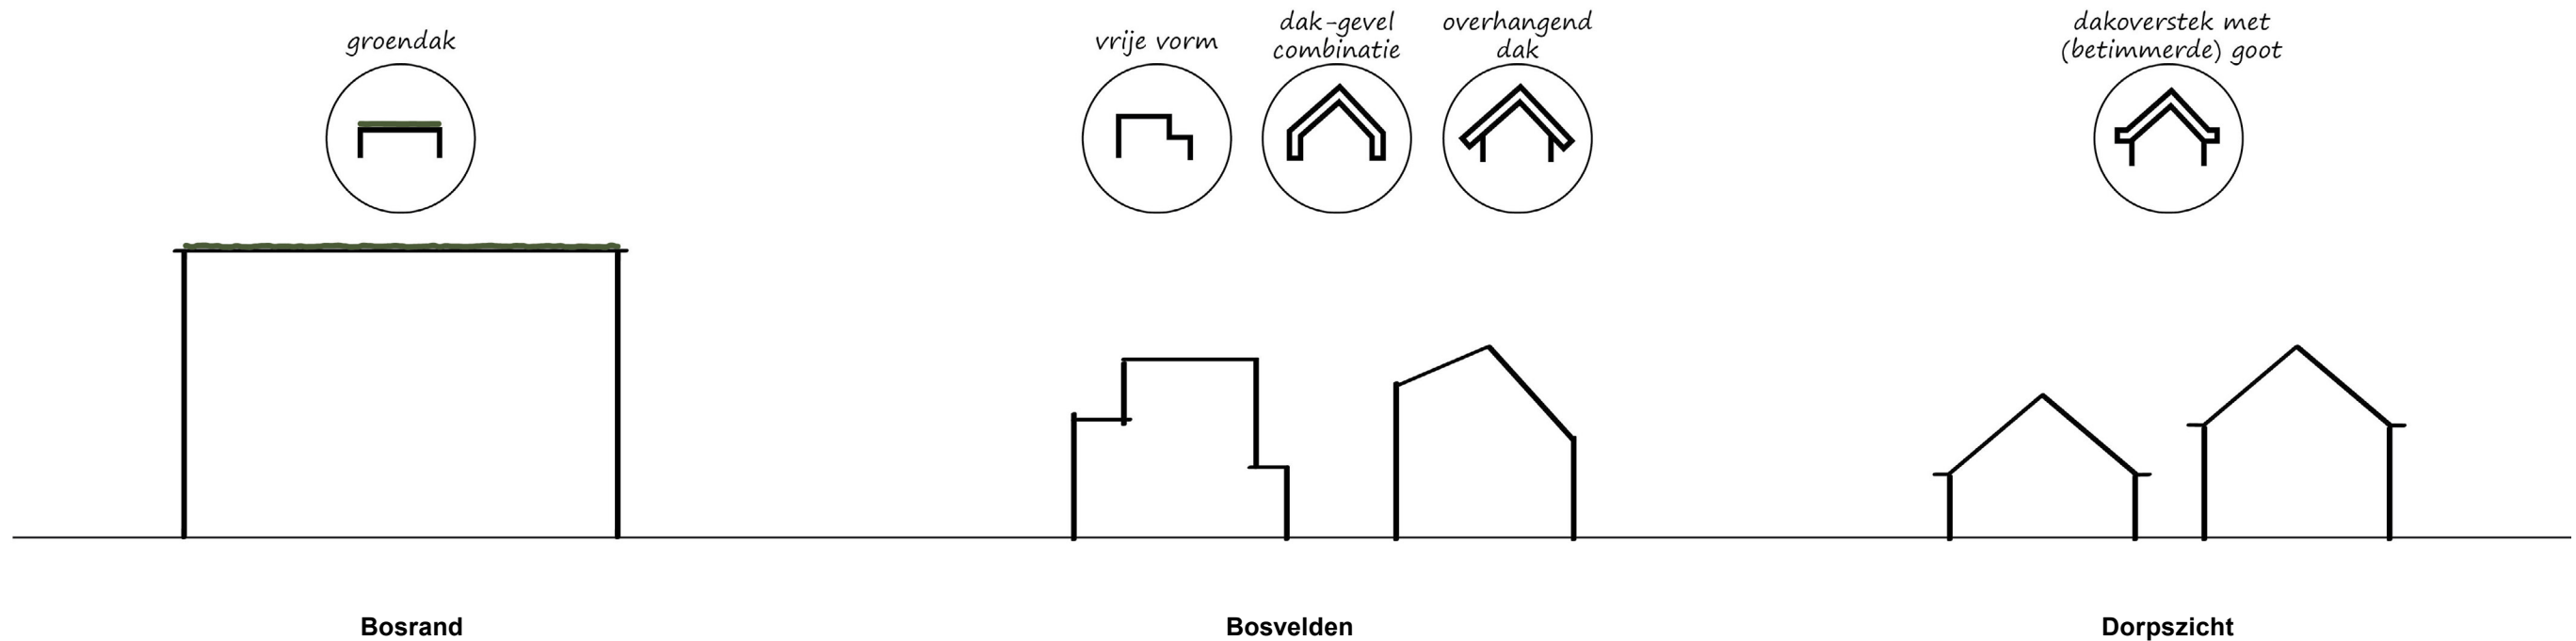 groendak
vrije vorm
dak-gevel
combinatie
overhangend
dak
dakoverstek met
(betimmerde) goot
Bosrand
Bosvelden
Dorpszicht